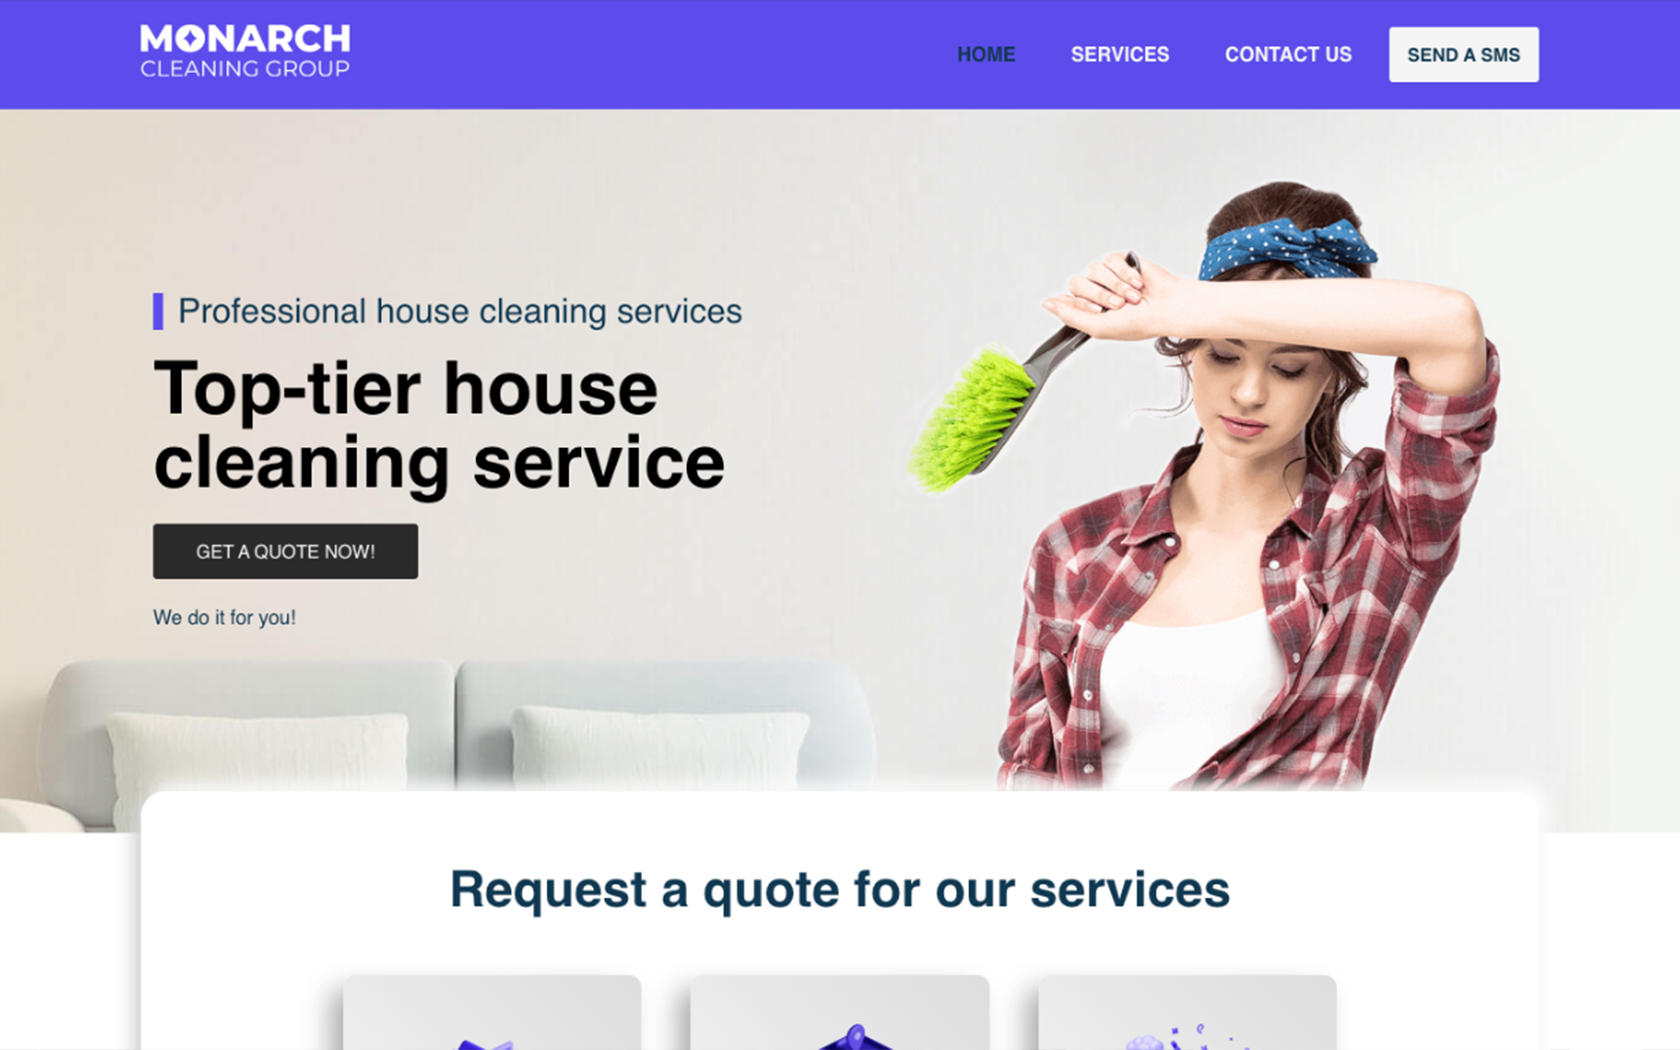 MONARCH
CLEANING GROUP
HOME
SERVICES
CONTACT US
SEND A SMS
Professional house cleaning services
Top-tier house
cleaning service
GET A QUOTE NOW!
We do it for you!
Request a quote for our services